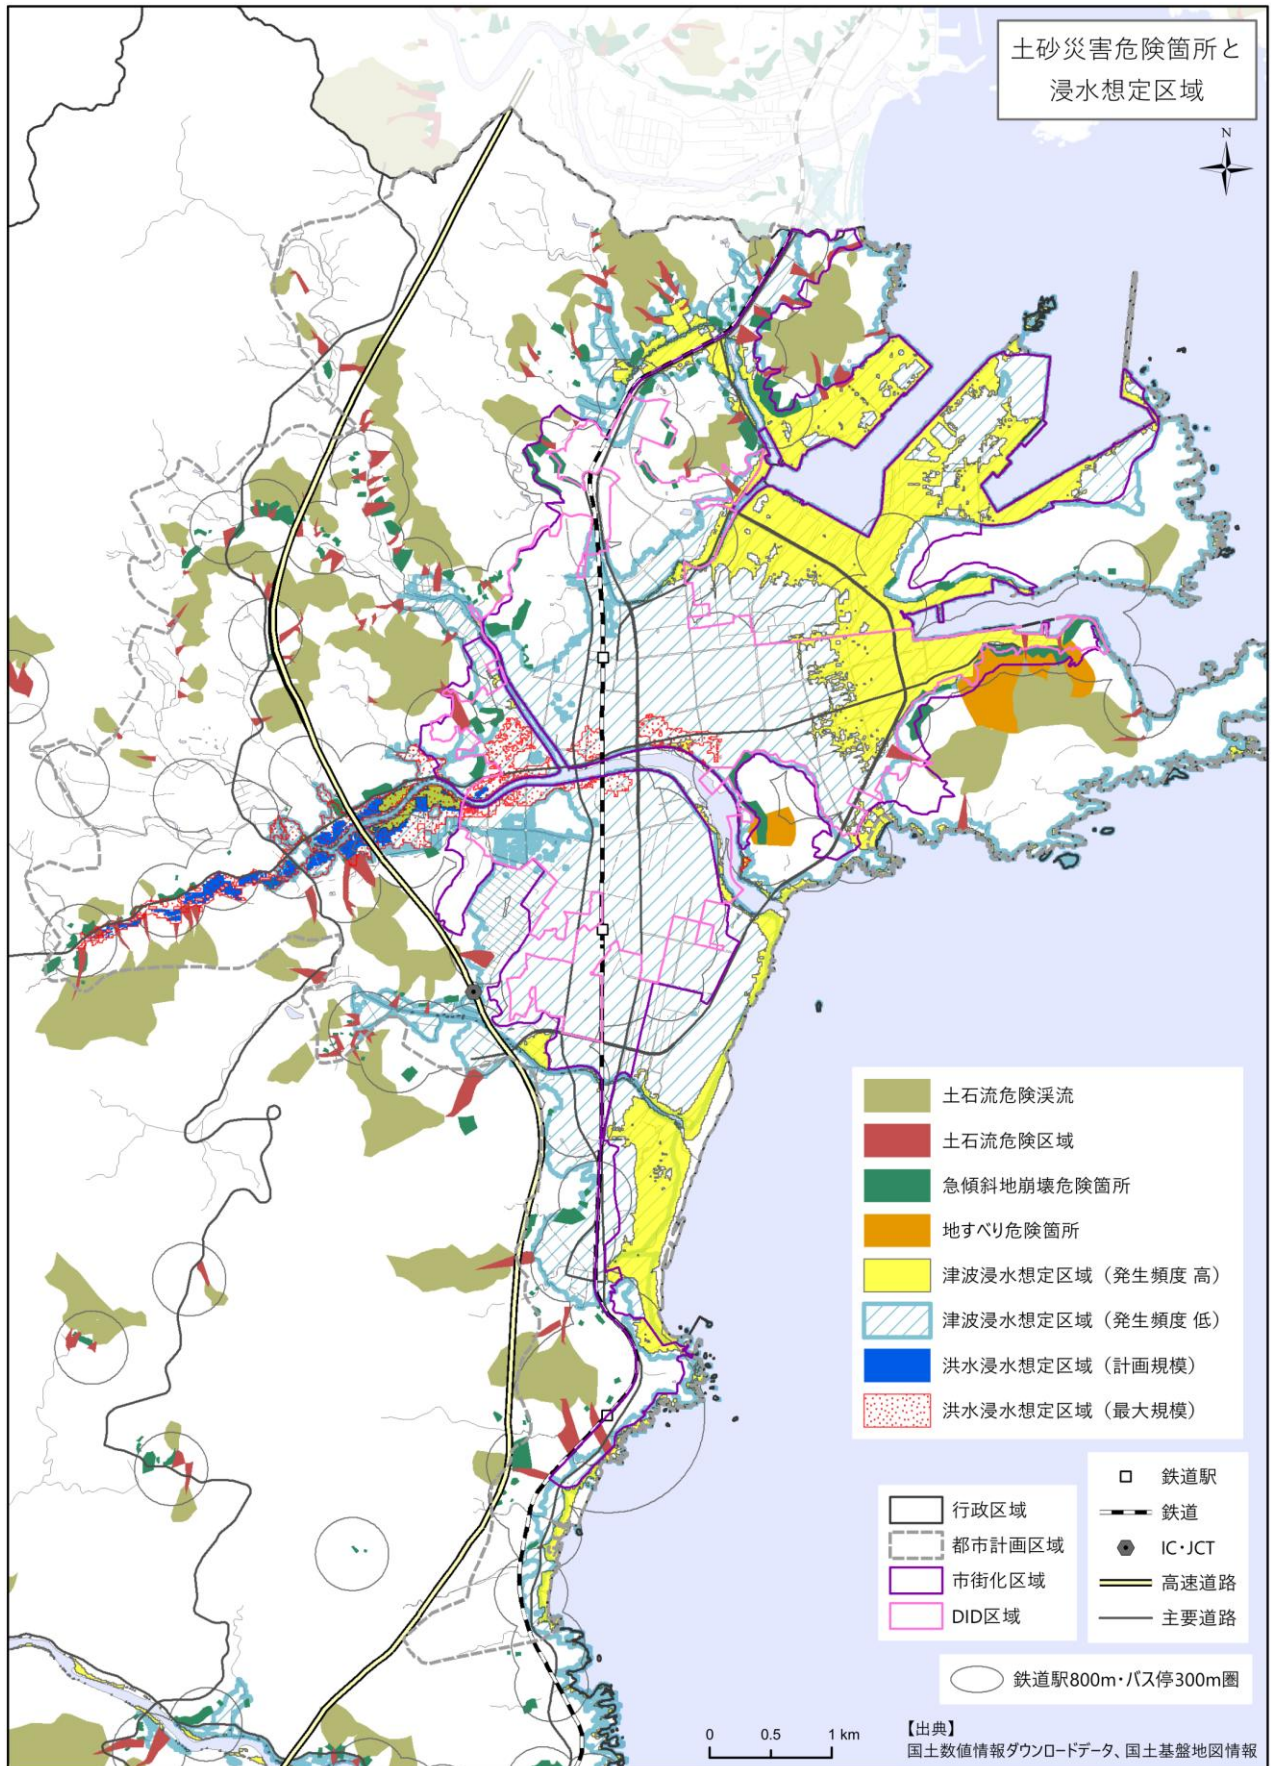 土砂災害危険箇所と
浸水想定区域
N
土石流危険渓流
土石流危険区域
急傾斜地崩壊危険箇所
地すべり危険箇所
津波浸水想定区域（発生頻度 高）
津波浸水想定区域（発生頻度 低）
洪水浸水想定区域（計画規模）
洪水浸水想定区域（最大規模）
行政区域
都市計画区域
市街化区域
DID区域
鉄道駅
鉄道
IC・JCT
高速道路
主要道路
鉄道駅800m・バス停300m圏
0 0.5 1 km
【出典】
国土数値情報ダウンロードデータ、国土基盤地図情報